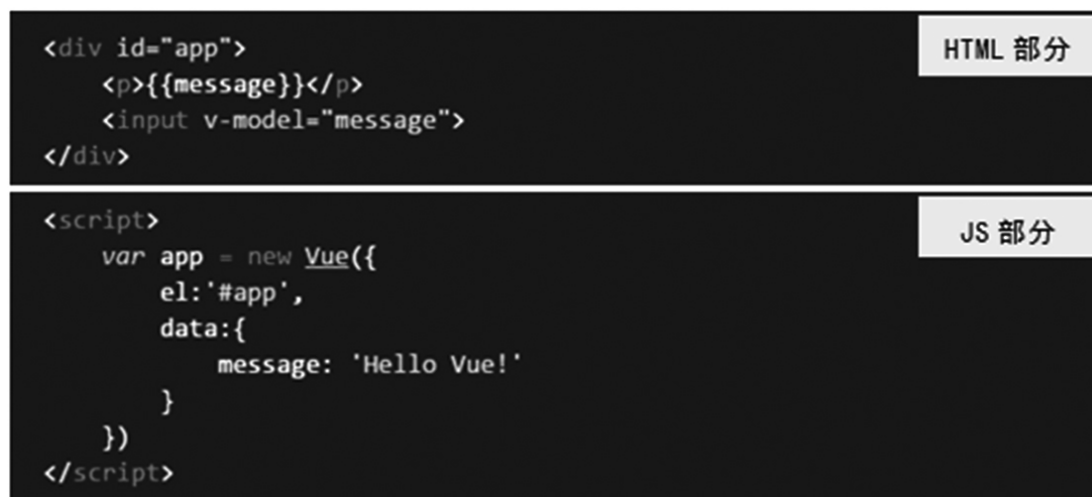 <div id="app">
    <p>{{message}}</p>
    <input v-model="message">
</div>
HTML 部分
<script>
    var app = new Vue({
        el:'#app',
        data:{
            message: 'Hello Vue!'
        }
    })
</script>
JS 部分